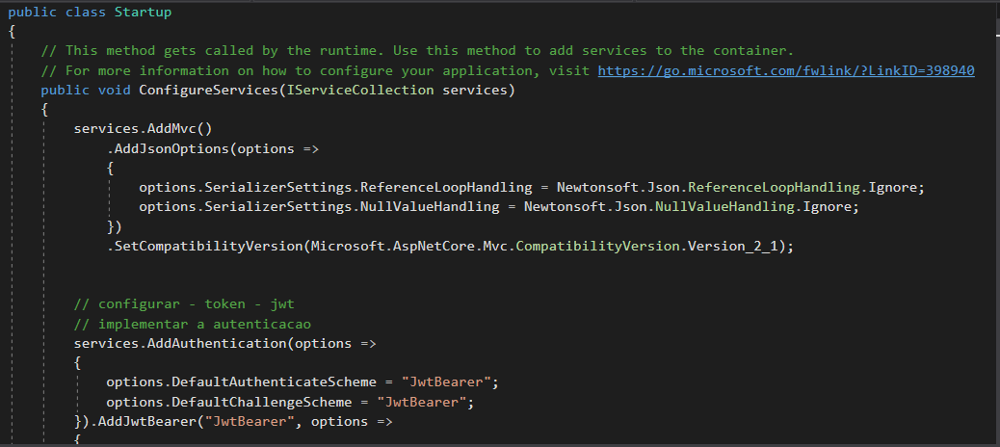 public class Startup
{
// This method gets called by the runtime. Use this method to add services to the container.
// For more information on how to configure your application, visit https://go.microsoft.com/fwlink/?LinkID=398940
public void ConfigureServices(IServiceCollection services)
{
services.AddMvc()
.AddJsonOptions(options =>
{
options.SerializerSettings.ReferenceLoopHandling = Newtonsoft.Json.ReferenceLoopHandling.Ignore;
options.SerializerSettings.NullValueHandling = Newtonsoft.Json.NullValueHandling.Ignore;
})
.SetCompatibilityVersion(Microsoft.AspNetCore.Mvc.CompatibilityVersion.Version_2_1);
// configurar - token - jwt
// implementar a autenticacao
services.AddAuthentication(options =>
{
options.DefaultAuthenticateScheme = "JwtBearer";
options.DefaultChallengeScheme = "JwtBearer";
}).AddJwtBearer("JwtBearer", options =>
{